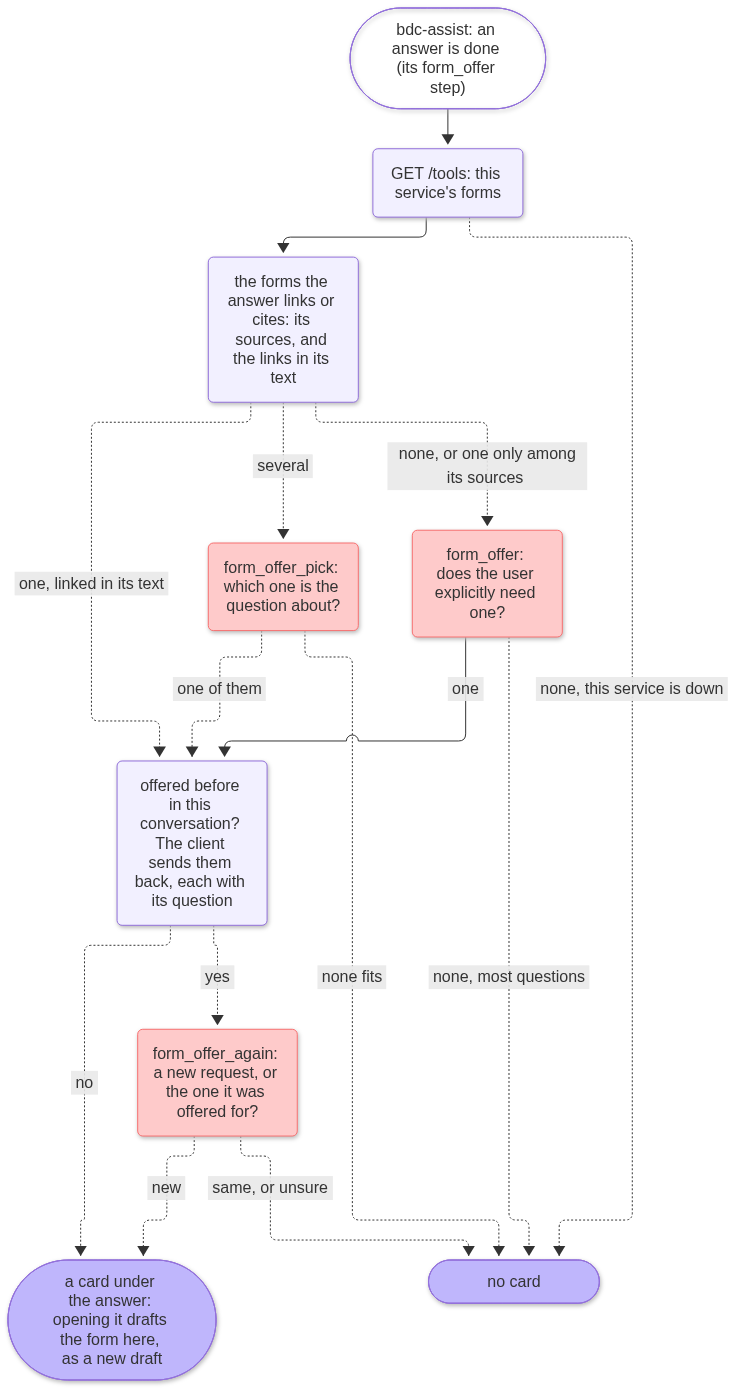 bdc-assist: an
answer is done
(its form_offer
step)
GET /tools: this
service's forms
the forms the
answer links or
cites: its
sources, and
the links in its
text
several
none, or one only among
its sources
one, linked in its text
form_offer_pick:
which one is the
question about?
form_offer:
does the user
explicitly need
one?
one of them
one
none, this service is down
offered before
in this
conversation?
The client
sends them
back, each with
its question
yes
none fits
none, most questions
no
form_offer_again:
a new request, or
the one it was
offered for?
new
same, or unsure
a card under
the answer:
opening it drafts
the form here,
as a new draft
no card